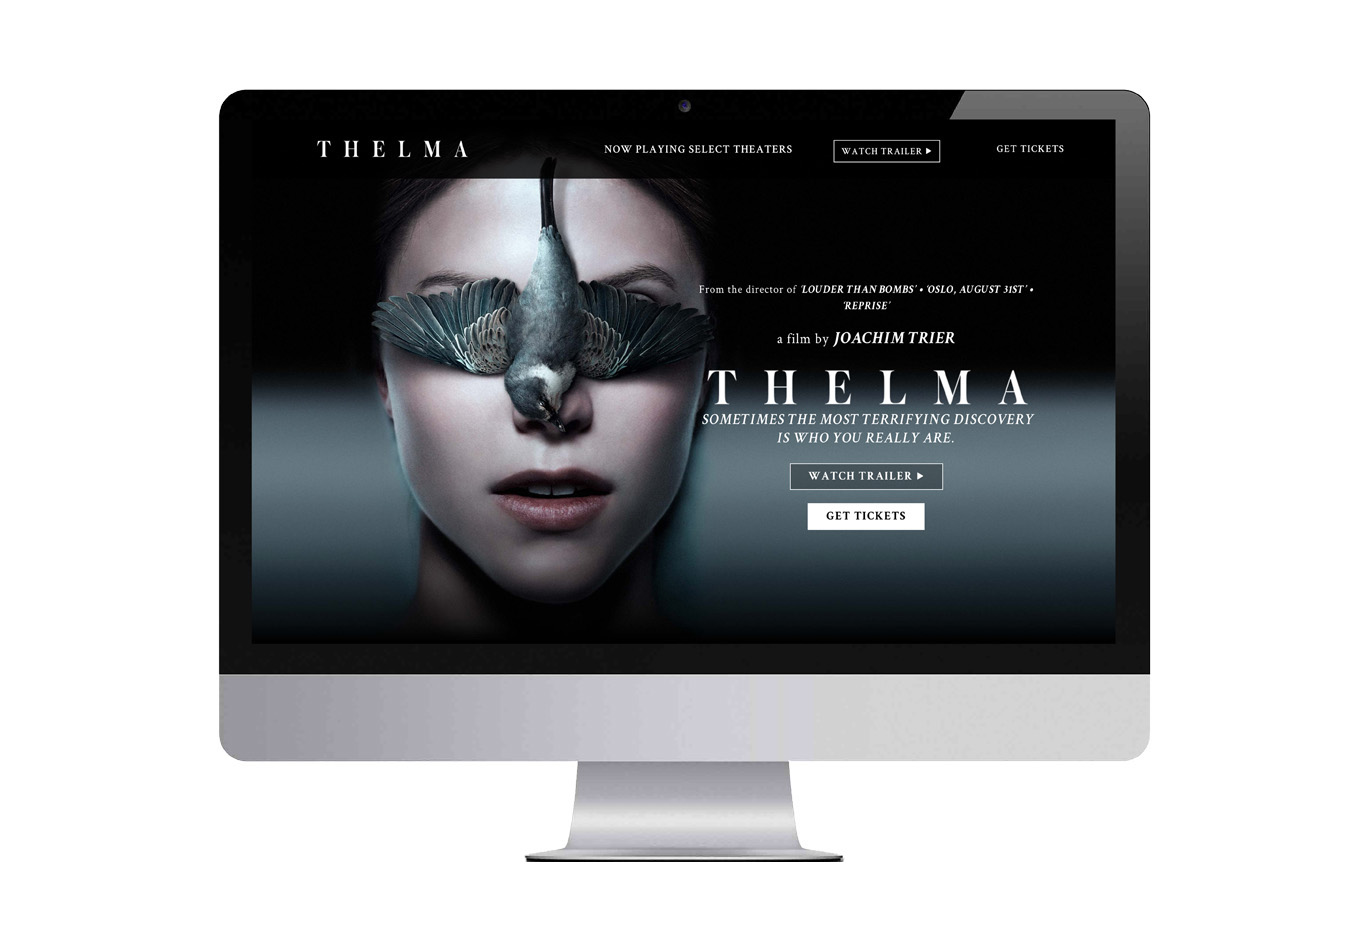 THELMA
NOW PLAYING SELECT THEATERS
WATCH TRAILER ▶
GET TICKETS
From the director of 'LOUDER THAN BOMBS' • 'OSLO, AUGUST 31ST' •
'REPRISE'
a film by JOACHIM TRIER
THELMA
SOMETIMES THE MOST TERRIFYING DISCOVERY
IS WHO YOU REALLY ARE.
WATCH TRAILER ▶
GET TICKETS